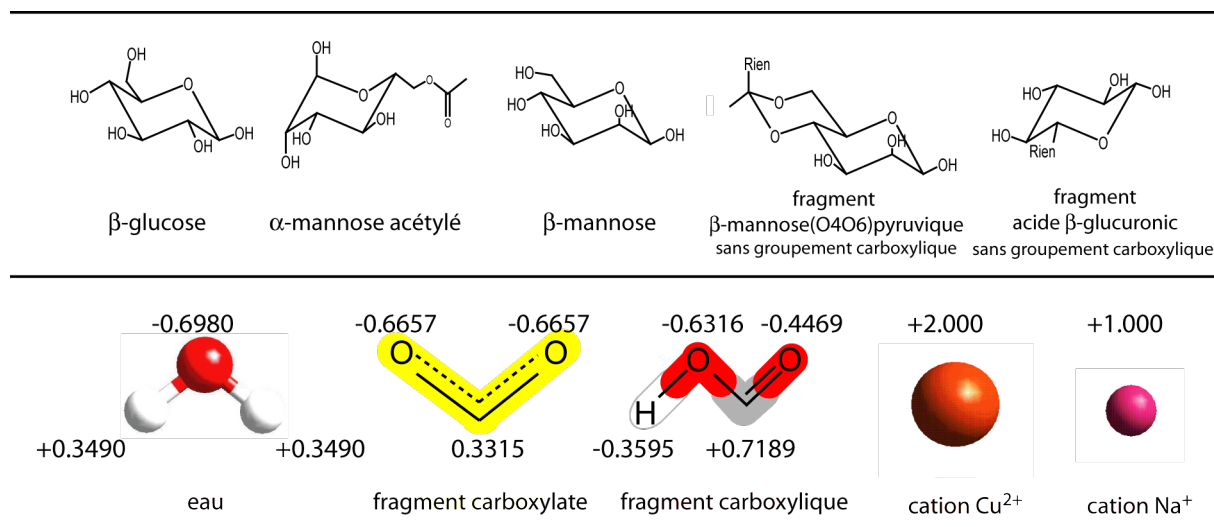 OH
HO
O
HO
OH
OH
OH
O
O
O
HO
OH
OH
HO
O
HO
HO
OH
OH
Rien
O
O
O
HO
OH
OH
HO
OH
OH
HO
Rien
O
β-glucose
α-mannose acétylé
β-mannose
fragment
β-mannose(O4O6)pyruvique
sans groupement carboxylique
fragment
acide β-glucuronic
sans groupement carboxylique
-0.6980
-0.6657
-0.6657
-0.6316
-0.4469
+2.000
+1.000
O
O
O
O
H
+0.3490
+0.3490
0.3315
-0.3595
+0.7189
eau
fragment carboxylate
fragment carboxylique
cation Cu2+
cation Na+